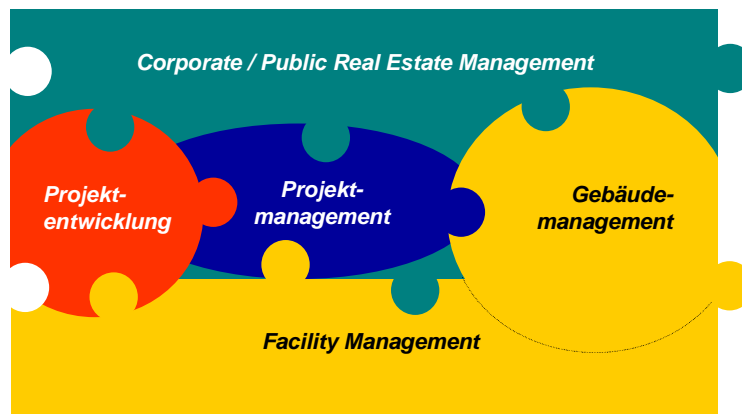 Corporate / Public Real Estate Management
Projekt-
entwicklung
Projekt-
management
Gebäude-
management
Facility Management